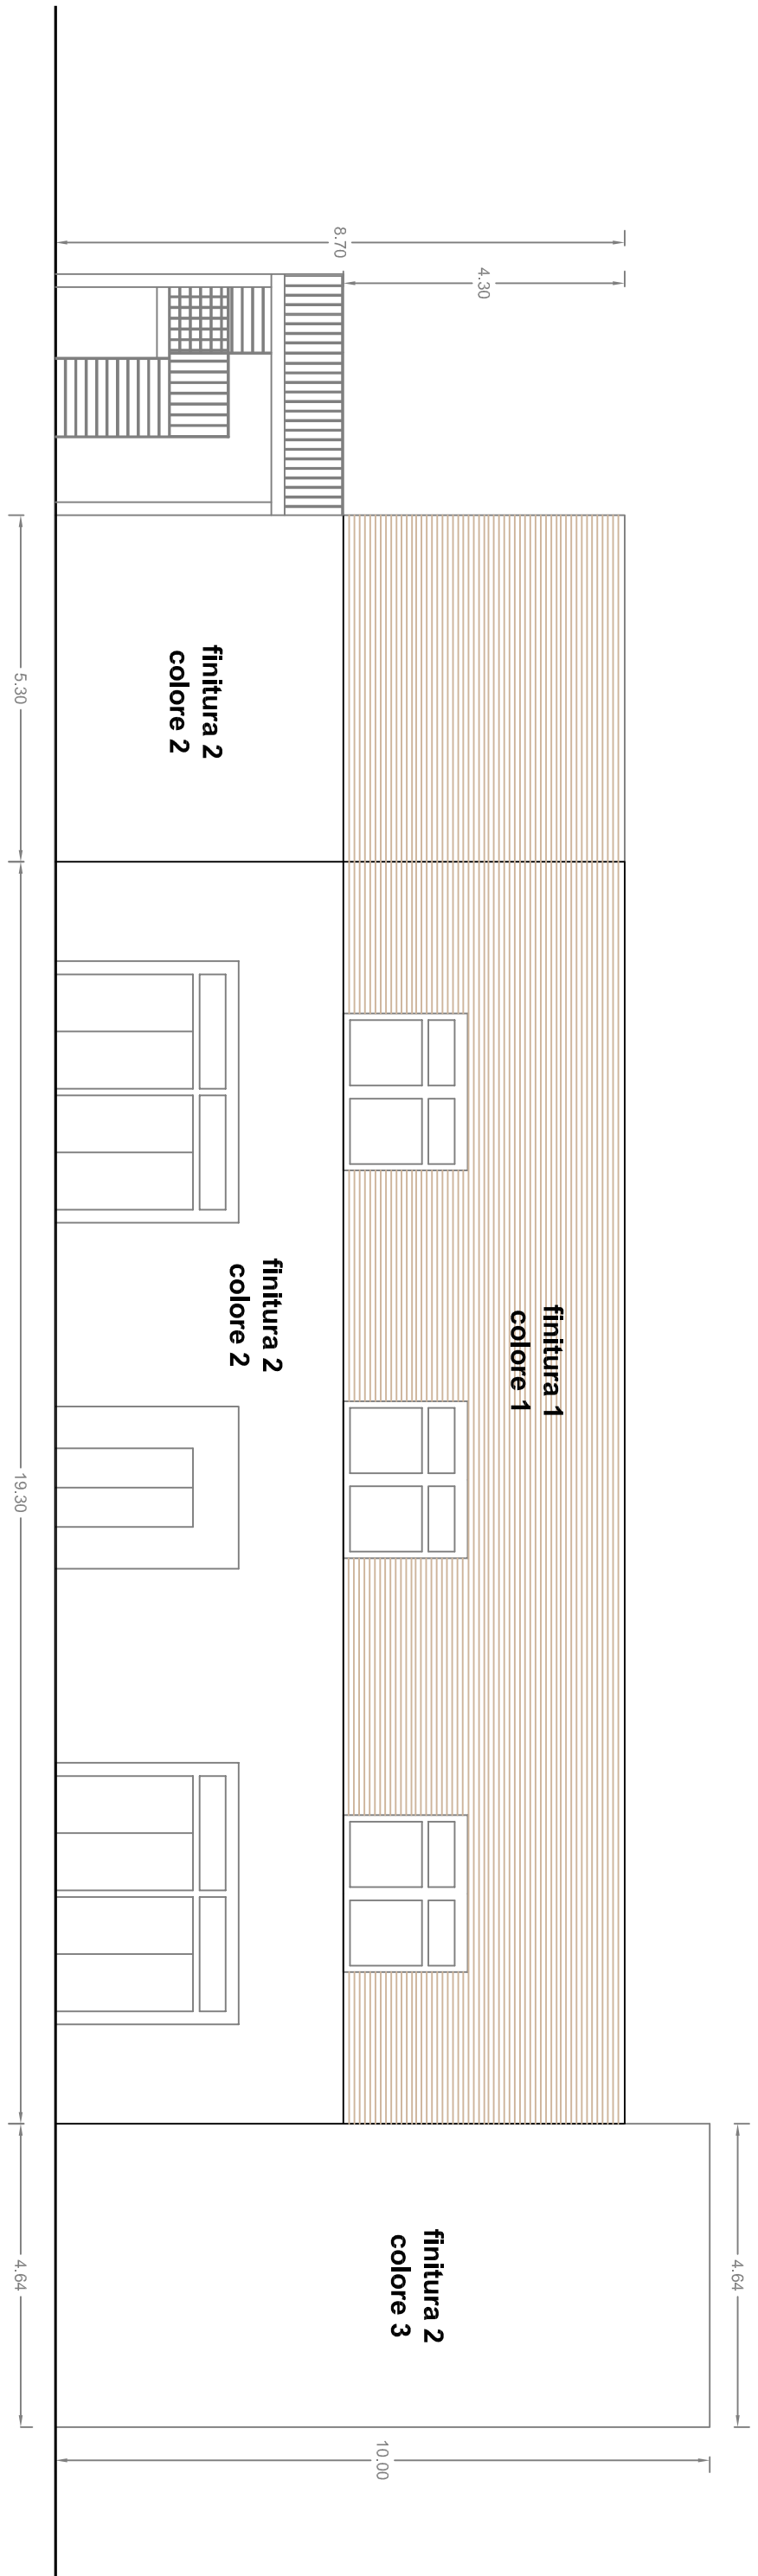 8.70
4.30
finitura 1
colore 1
finitura 2
colore 2
finitura 2
colore 2
finitura 2
colore 3
5.30
19.30
4.64
4.64
10.00